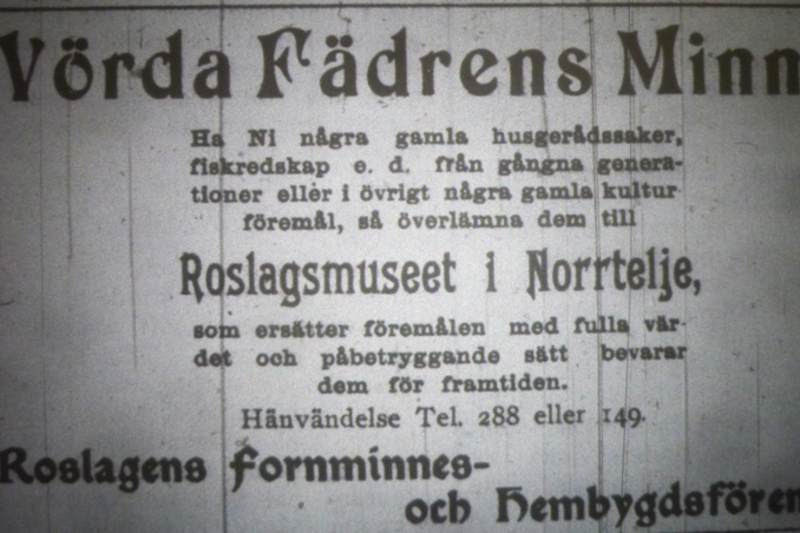 Vörda Fädrens Minn
Ha Ni några gamla husgerådssaker,
fiskredskap e. d. från gångna genera-
tioner eller i övrigt några gamla kultur
föremål, så överlämna dem till
Roslagsmuseet i Norrtelje,
som ersätter föremålen med fulla vär-
det och påbetryggande sätt bevarar
dem för framtiden.
Hänvändelse Tel. 288 eller 149.
Roslagens Fornminnes-
och Hembygdsfören